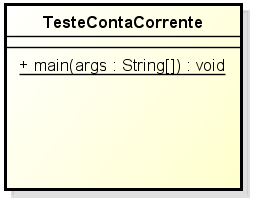 TesteContaCorrente
+ main(args : String[]) : void